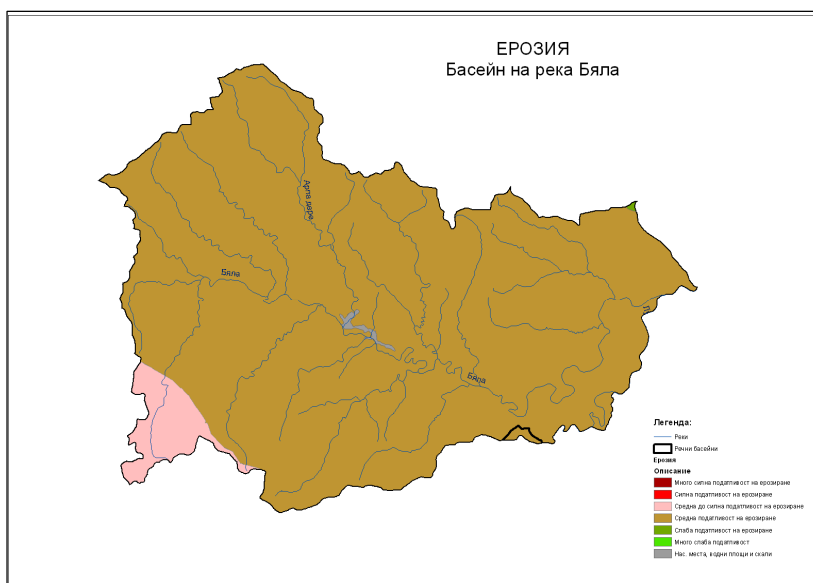 ЕРОЗИЯ
Басейн на река Бяла
Арпа дере
Бяла
Бяла
Легенда:
Реки
Речни басейни
Ерозия
Описание
Много силна податливост на ерозиране
Силна податливост на ерозиране
Средна до силна податливост на ерозиране
Средна податливост на ерозиране
Слаба податливост на ерозиране
Много слаба податливост
Нас. места, водни площи и скали